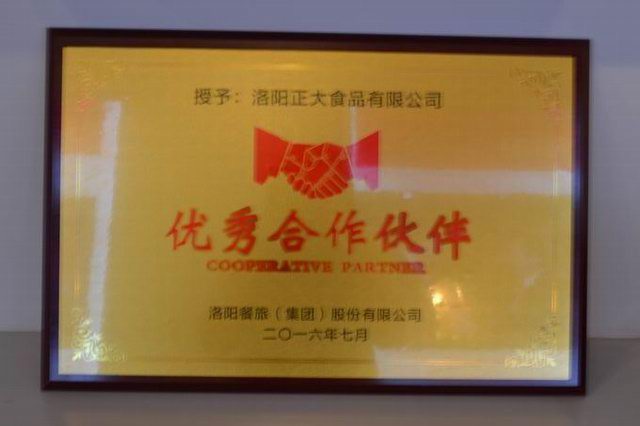 授予：洛阳正大食品有限公司
优秀合作伙伴
COOPERATIVE PARTNER
洛阳餐旅（集团）股份有限公司
二〇一六年七月